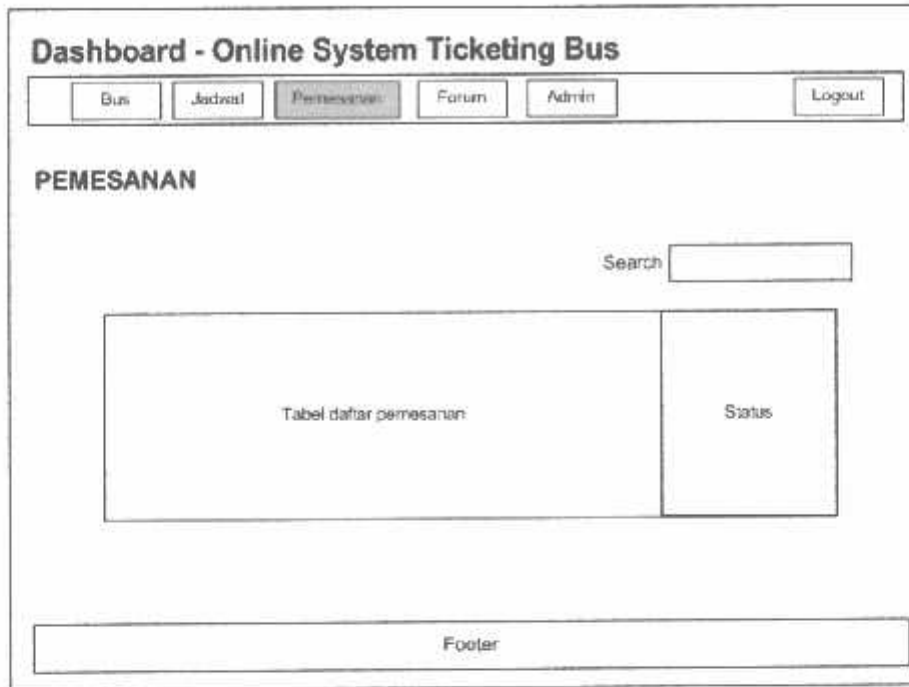 Dashboard - Online System Ticketing Bus
Bus Jadwal Pemesanan Forum Admin Logout
PEMESANAN
Search
Tabel daftar pemesanan Status
Footer